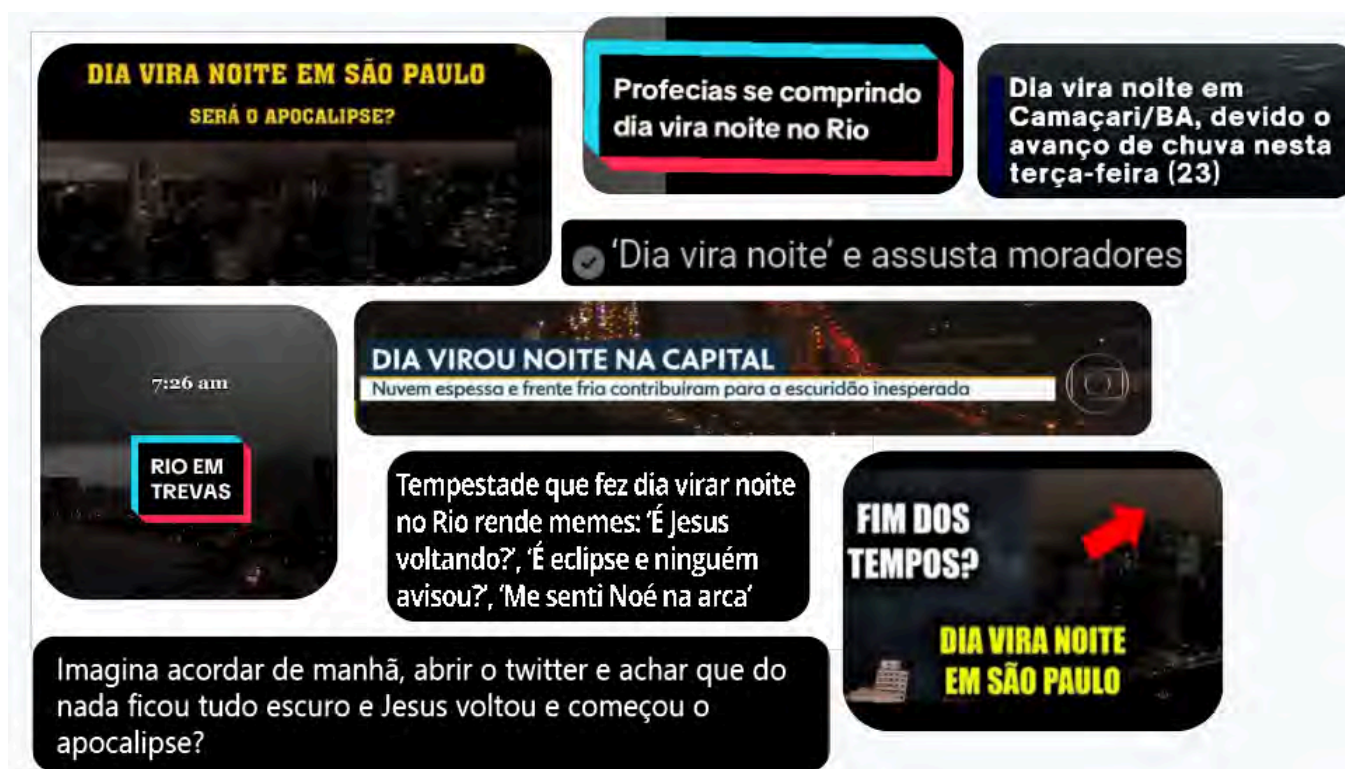 DIA VIRA NOITE EM SÃO PAULO
SERÁ O APOCALIPSE?
Profecias se comprindo
dia vira noite no Rio
Dia vira noite em
Camaçari/BA, devido o
avanço de chuva nesta
terça-feira (23)
'Dia vira noite' e assusta moradores
7:26 am
RIO EM
TREVAS
DIA VIROU NOITE NA CAPITAL
Nuvem espessa e frente fria contribuíram para a escuridão inesperada
Tempestade que fez dia virar noite
no Rio rende memes: 'É Jesus
voltando?', 'É eclipse e ninguém
avisou?', 'Me senti Noé na arca'
FIM DOS
TEMPOS?
DIA VIRA NOITE
EM SÃO PAULO
Imagina acordar de manhã, abrir o twitter e achar que do
nada ficou tudo escuro e Jesus voltou e começou o
apocalipse?